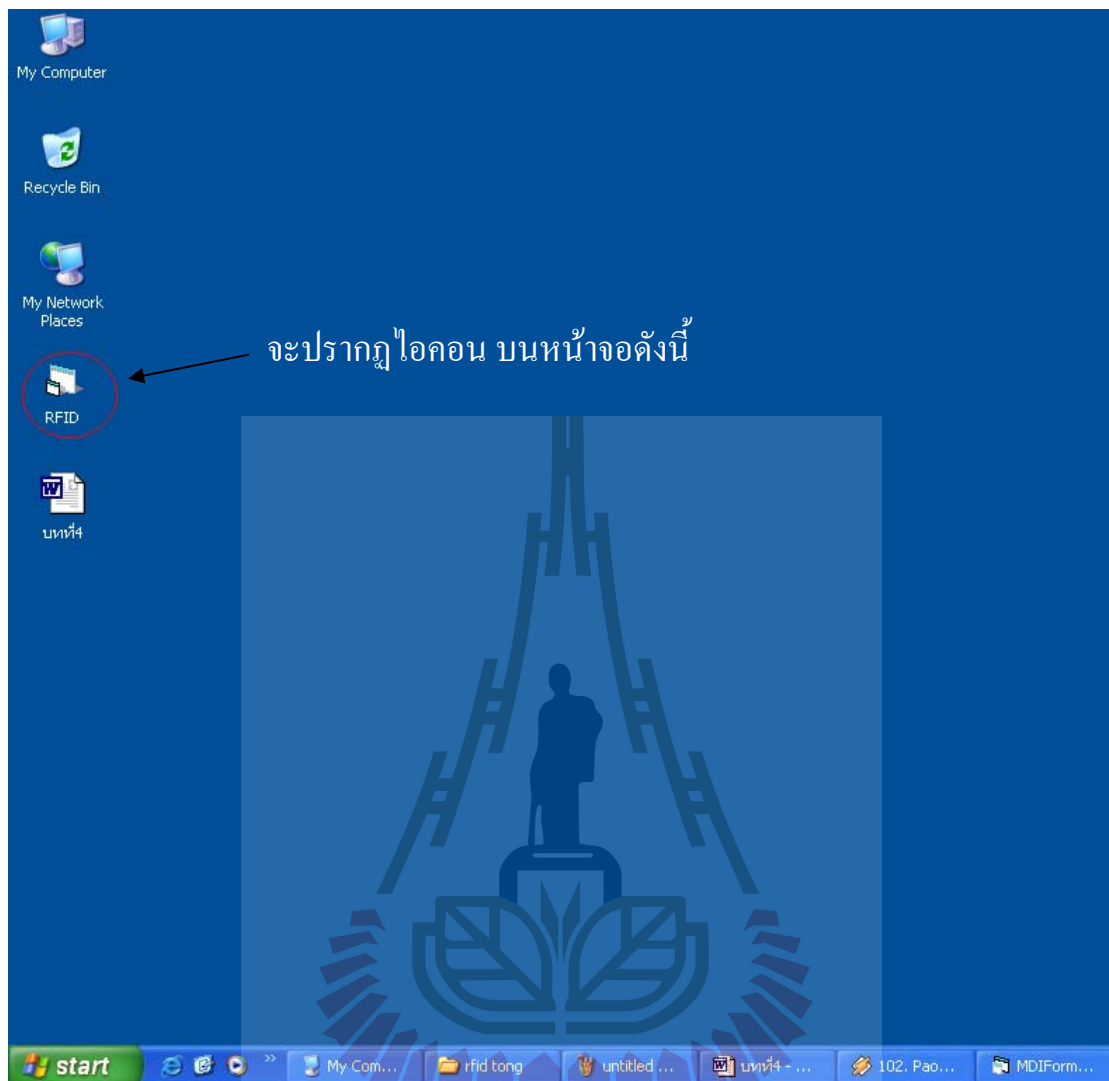 My Computer
Recycle Bin
My Network
Places
จะปรากฏไอคอน บนหน้าจอดังนี้
RFID
บทที่4
start
My Com...
rfid tong
untitled ...
บทที่4 - ...
102. Pao...
MDIForm...